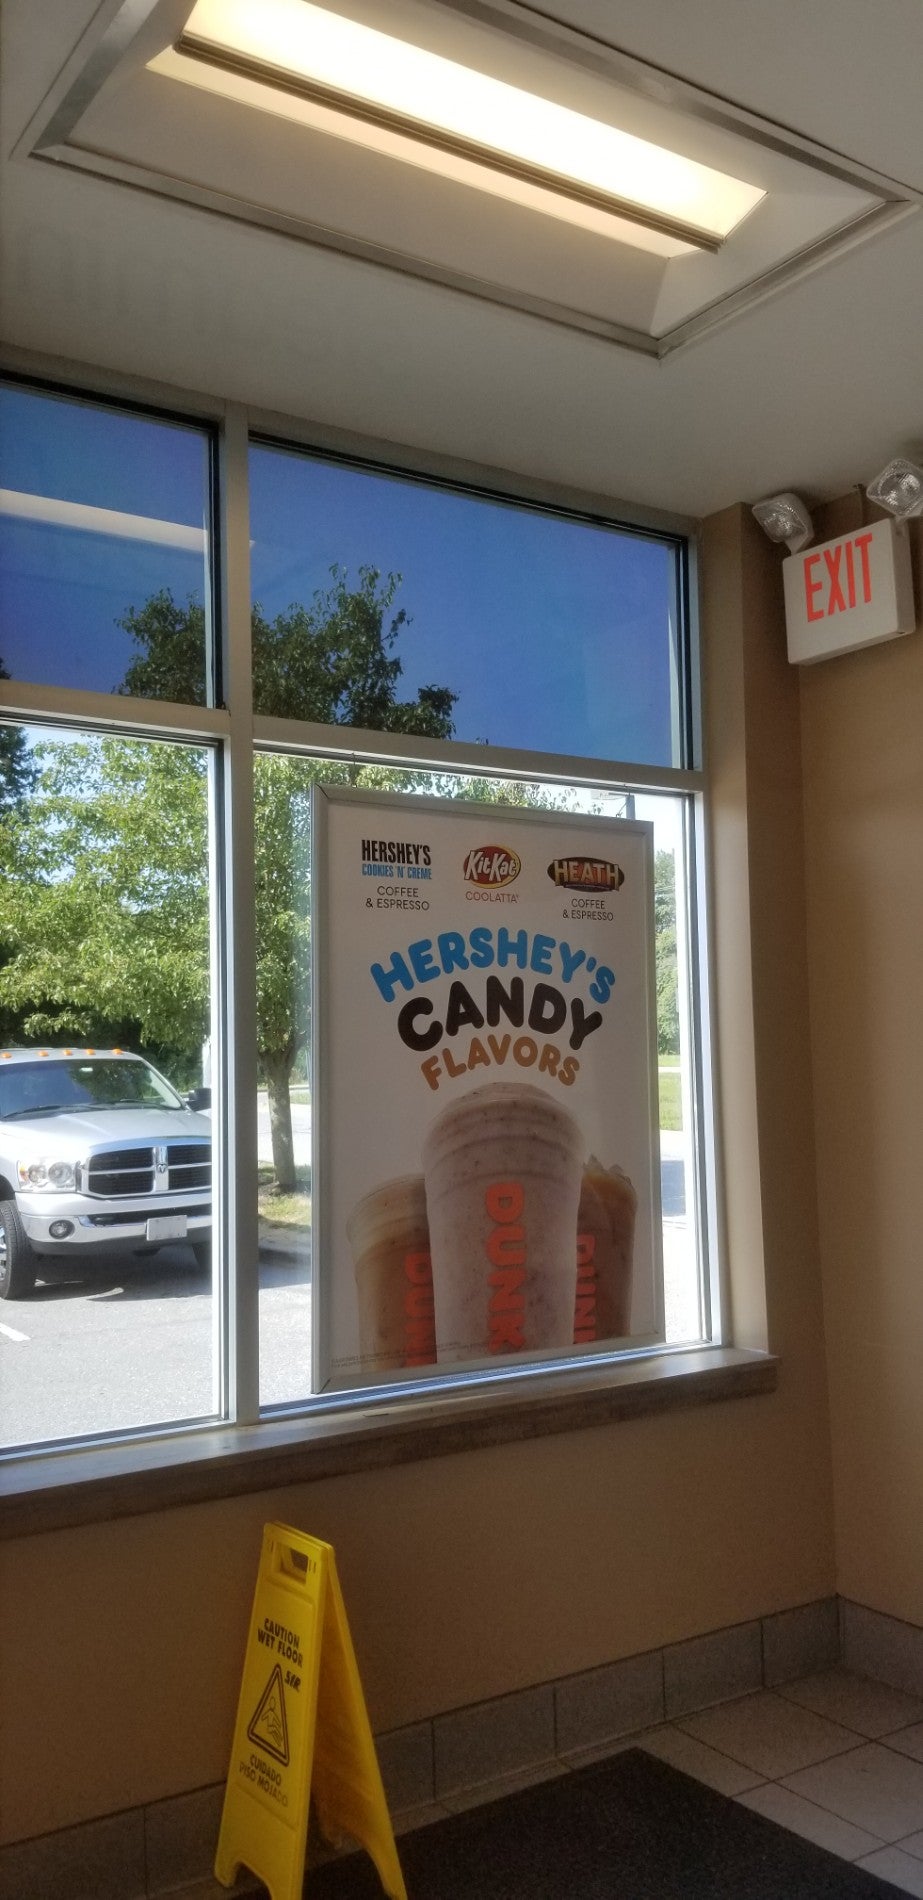 EXIT
HERSHEY'S
COOKIES 'N' CREME
COFFEE
& ESPRESSO
KitKat
COOLATTA®
HEATH
COFFEE
& ESPRESSO
HERSHEY'S
CANDY
FLAVORS
DUNK
DUNK
DUNK
CAUTION
WET FLOOR
CUIDADO
PISO MOJADO